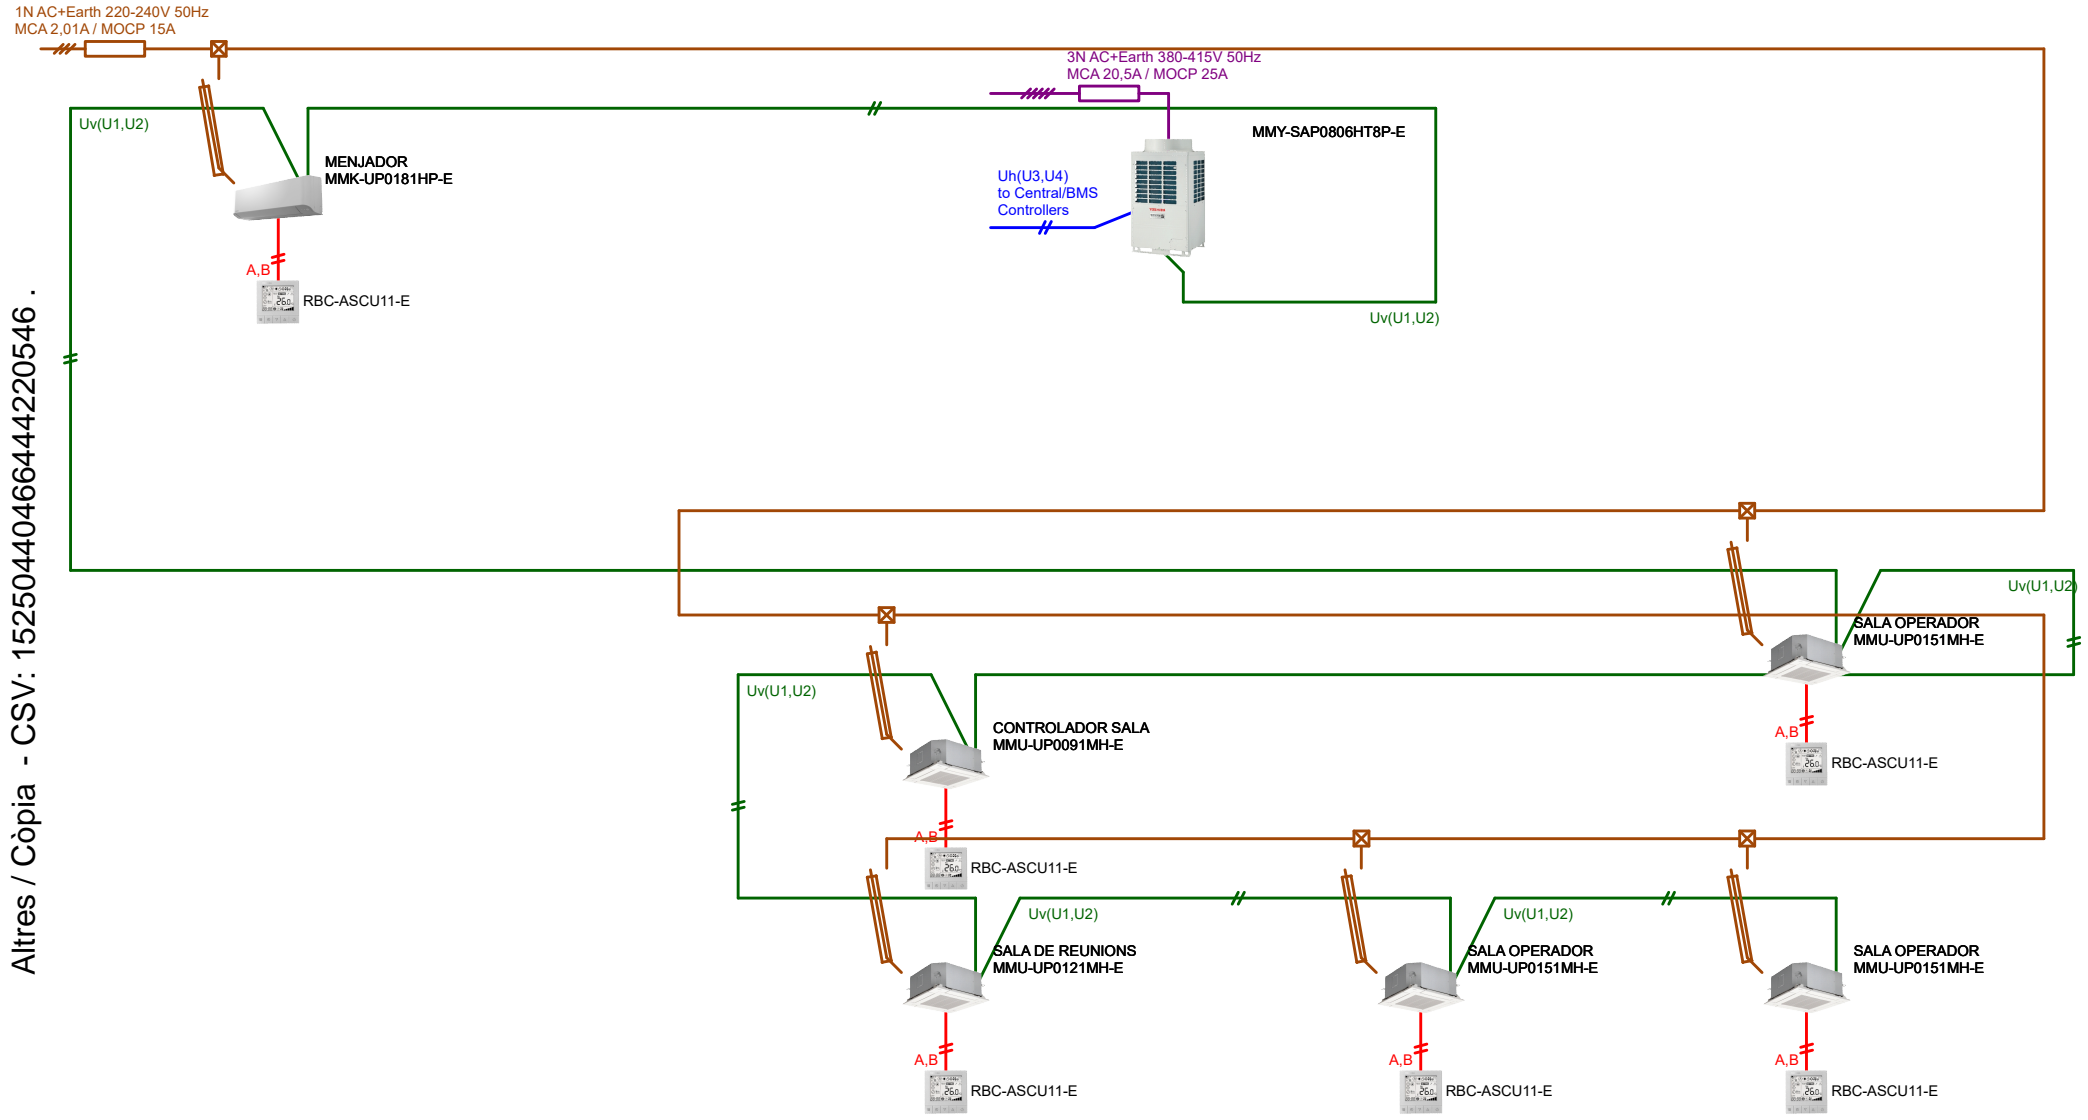 1N AC+Earth 220-240V 50Hz
MCA 2,01A / MOCP 15A
3N AC+Earth 380-415V 50Hz
MCA 20,5A / MOCP 25A
Uv(U1,U2)
MMY-SAP0806HT8P-E
MENJADOR
MMK-UP0181HP-E
Uh(U3,U4)
to Central/BMS
Controllers
A,B
RBC-ASCU11-E
Uv(U1,U2)
Altres / Còpia - CSV: 15250440466444220546 .
Uv(U1,U2)
SALA OPERADOR
MMU-UP0151MH-E
Uv(U1,U2)
CONTROLADOR SALA
MMU-UP0091MH-E
A,B
RBC-ASCU11-E
A,B
RBC-ASCU11-E
Uv(U1,U2)
Uv(U1,U2)
SALA DE REUNIONS
MMU-UP0121MH-E
SALA OPERADOR
MMU-UP0151MH-E
SALA OPERADOR
MMU-UP0151MH-E
A,B
RBC-ASCU11-E
A,B
RBC-ASCU11-E
A,B
RBC-ASCU11-E